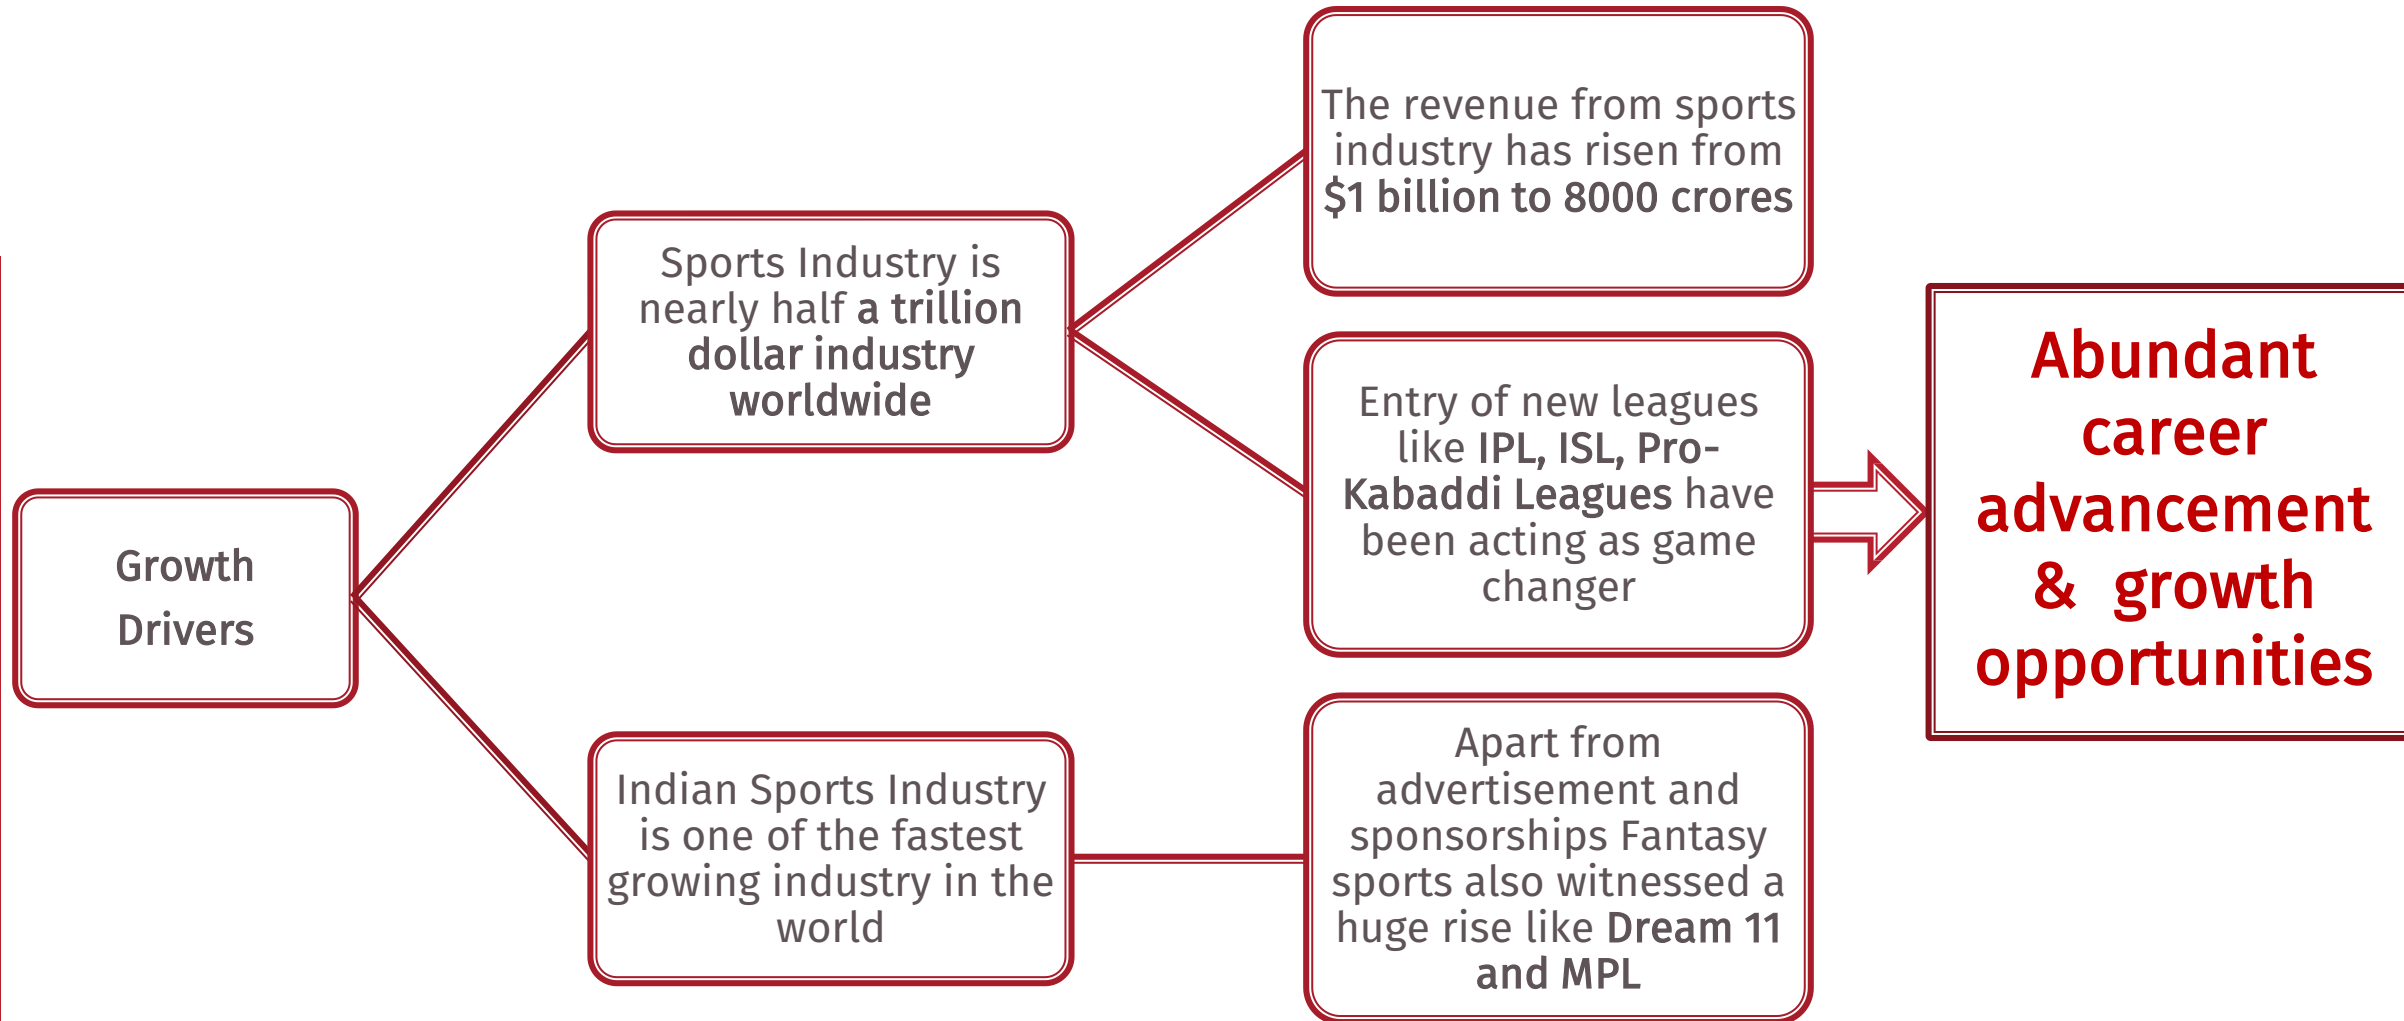 Growth
Drivers
Sports Industry is
nearly half a trillion
dollar industry
worldwide
Indian Sports Industry
is one of the fastest
growing industry in the
world
The revenue from sports
industry has risen from
$1 billion to 8000 crores
Entry of new leagues
like IPL, ISL, Pro-
Kabaddi Leagues have
been acting as game
changer
Apart from
advertisement and
sponsorships Fantasy
sports also witnessed a
huge rise like Dream 11
and MPL
Abundant
career
advancement
& growth
opportunities